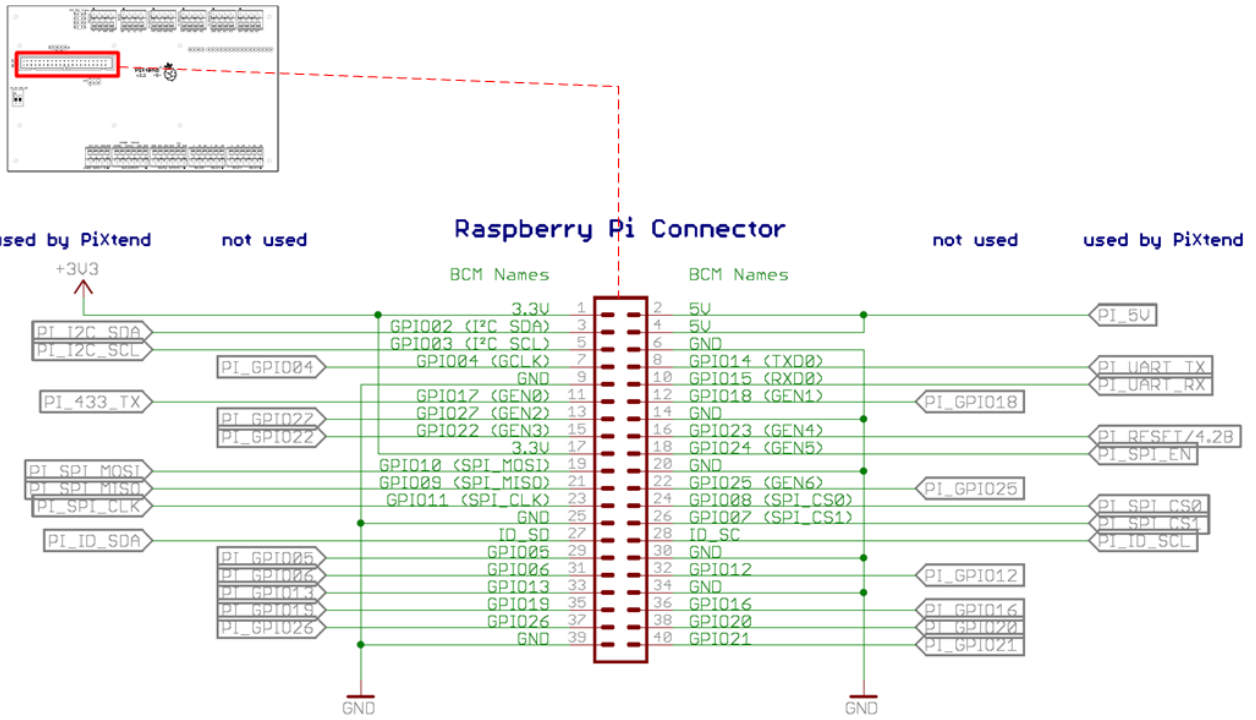 Raspberry Pi Connector
used by PiXtend not used not used used by PiXtend
+3V3
BCM Names BCM Names
3.3V 1 2 5V PI_5V
PI_I2C_SDA GPIO02 (I²C SDA) 3 4 5V
PI_I2C_SCL GPIO03 (I²C SCL) 5 6 GND
PI_GPIO04 GPIO04 (GCLK) 7 8 GPIO14 (TXD0) PI_UART_TX
GND 9 10 GPIO15 (RXD0) PI_UART_RX
PI_433_TX GPIO17 (GEN0) 11 12 GPIO18 (GEN1) PI_GPIO18
PI_GPIO27 GPIO27 (GEN2) 13 14 GND
PI_GPIO22 GPIO22 (GEN3) 15 16 GPIO23 (GEN4) PI_RESET/4.2B
3.3V 17 18 GPIO24 (GEN5) PI_SPI_EN
PI_SPI_MOSI GPIO10 (SPI_MOSI) 19 20 GND
PI_SPI_MISO GPIO09 (SPI_MISO) 21 22 GPIO25 (GEN6) PI_GPIO25
PI_SPI_CLK GPIO11 (SPI_CLK) 23 24 GPIO08 (SPI_CS0) PI_SPI_CS0
GND 25 26 GPIO07 (SPI_CS1) PI_SPI_CS1
PI_ID_SDA ID_SD 27 28 ID_SC PI_ID_SCL
PI_GPIO05 GPIO05 29 30 GND
PI_GPIO06 GPIO06 31 32 GPIO12 PI_GPIO12
PI_GPIO13 GPIO13 33 34 GND
PI_GPIO19 GPIO19 35 36 GPIO16 PI_GPIO16
PI_GPIO26 GPIO26 37 38 GPIO20 PI_GPIO20
GND 39 40 GPIO21 PI_GPIO21
GND GND